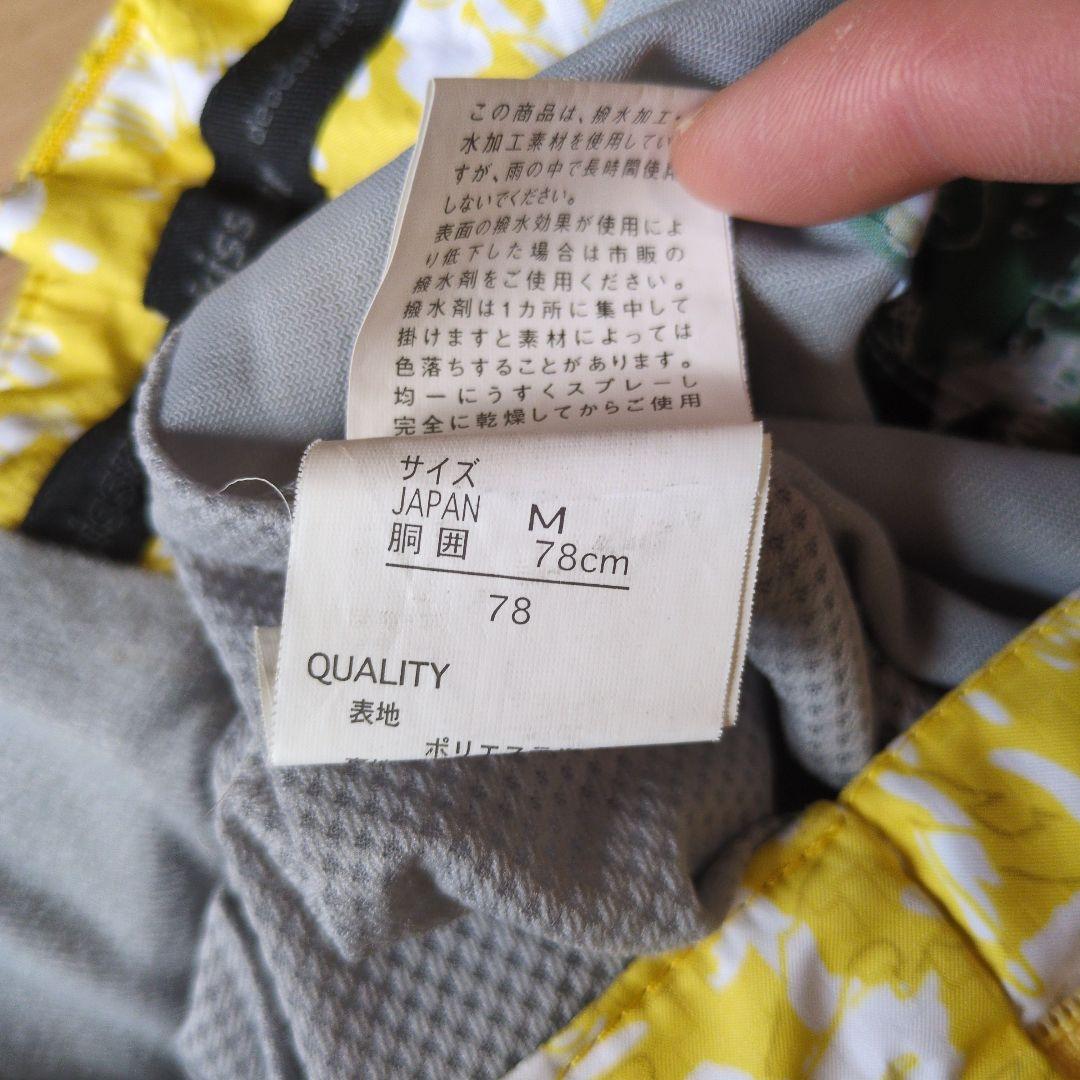 この商品は、撥水加工・
水加工素材を使用してい
すが、雨の中で長時間使用
しないでください。
表面の撥水効果が使用によ
り低下した場合は市販の
撥水剤をご使用ください。
撥水剤は1カ所に集中して
掛けますと素材によっては
色落ちすることがあります。
均一にうすくスプレーし
完全に乾燥してからご使用
サイズ
JAPAN M
胴囲 78cm
78
QUALITY
表地
ポリエステル